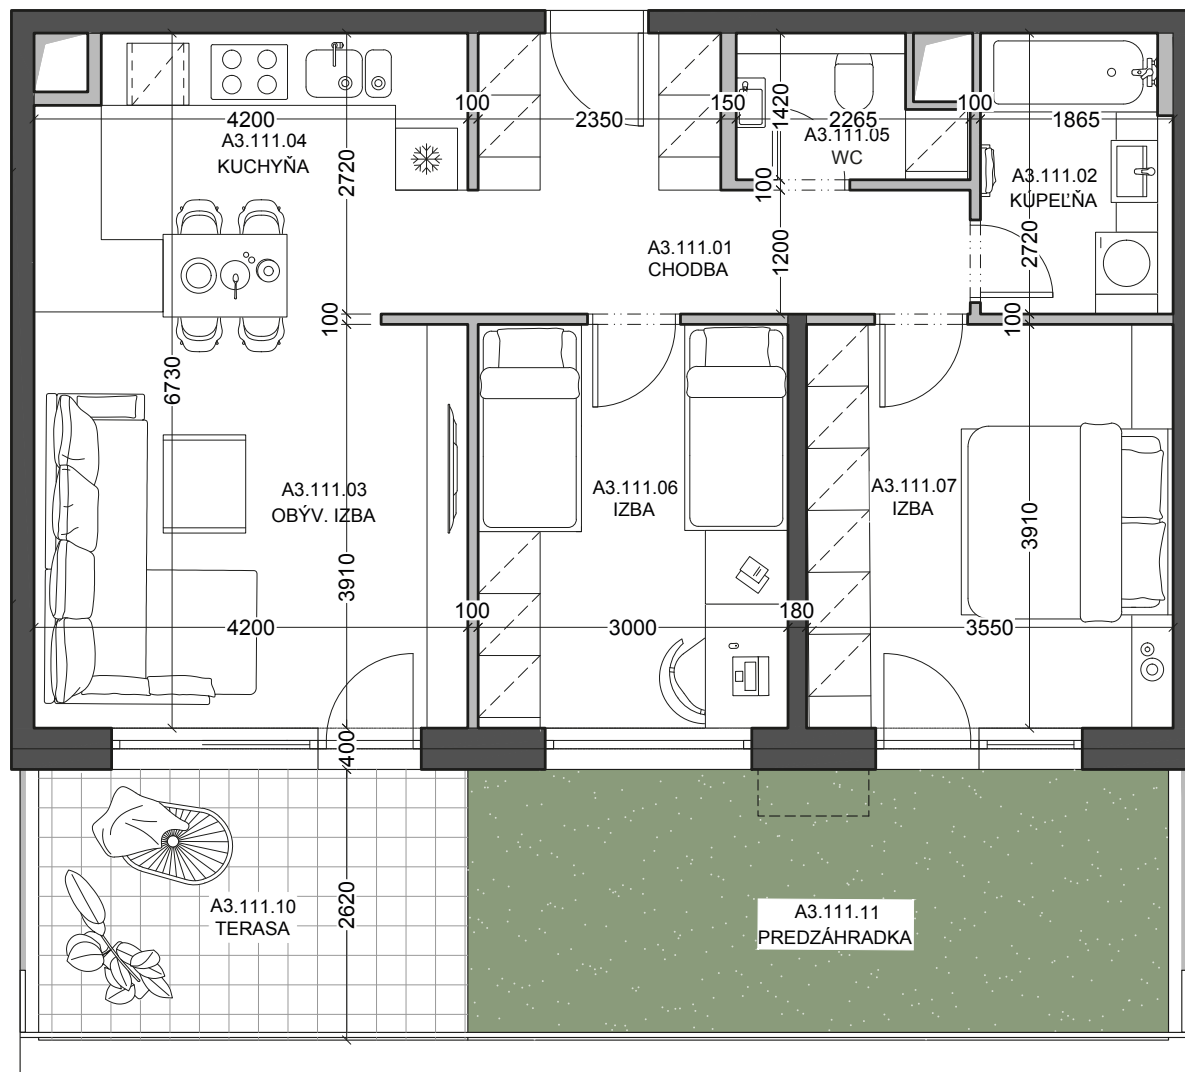 4200
100
2350
150
1420
2265
100
1865
A3.111.04
KUCHYŇA
2720
A3.111.05
WC
100
A3.111.02
KÚPEĽŇA
A3.111.01
CHODBA
1200
2720
100
100
6730
A3.111.03
OBÝV. IZBA
A3.111.06
IZBA
A3.111.07
IZBA
3910
3910
4200
100
3000
180
3550
400
A3.111.10
TERASA
2620
A3.111.11
PREDZÁHRADKA